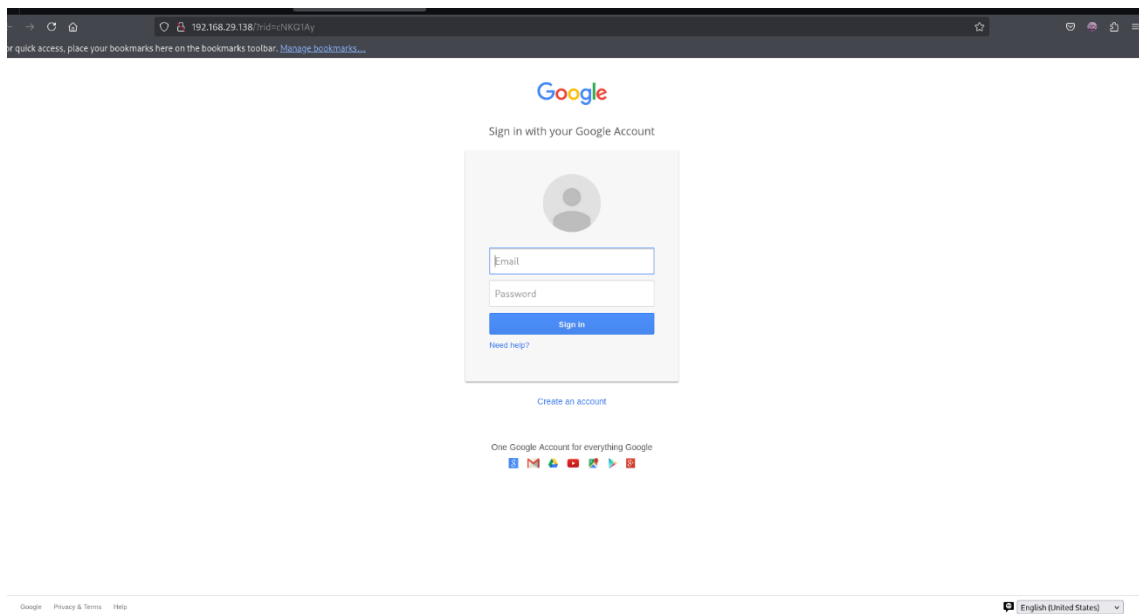 192.168.29.138/?rid=cNKQ1Ay
or quick access, place your bookmarks here on the bookmarks toolbar. Manage bookmarks...
Google
Sign in with your Google Account
Email
Password
Sign in
Need help?
Create an account
One Google Account for everything Google
Google Privacy & Terms Help English (United States)